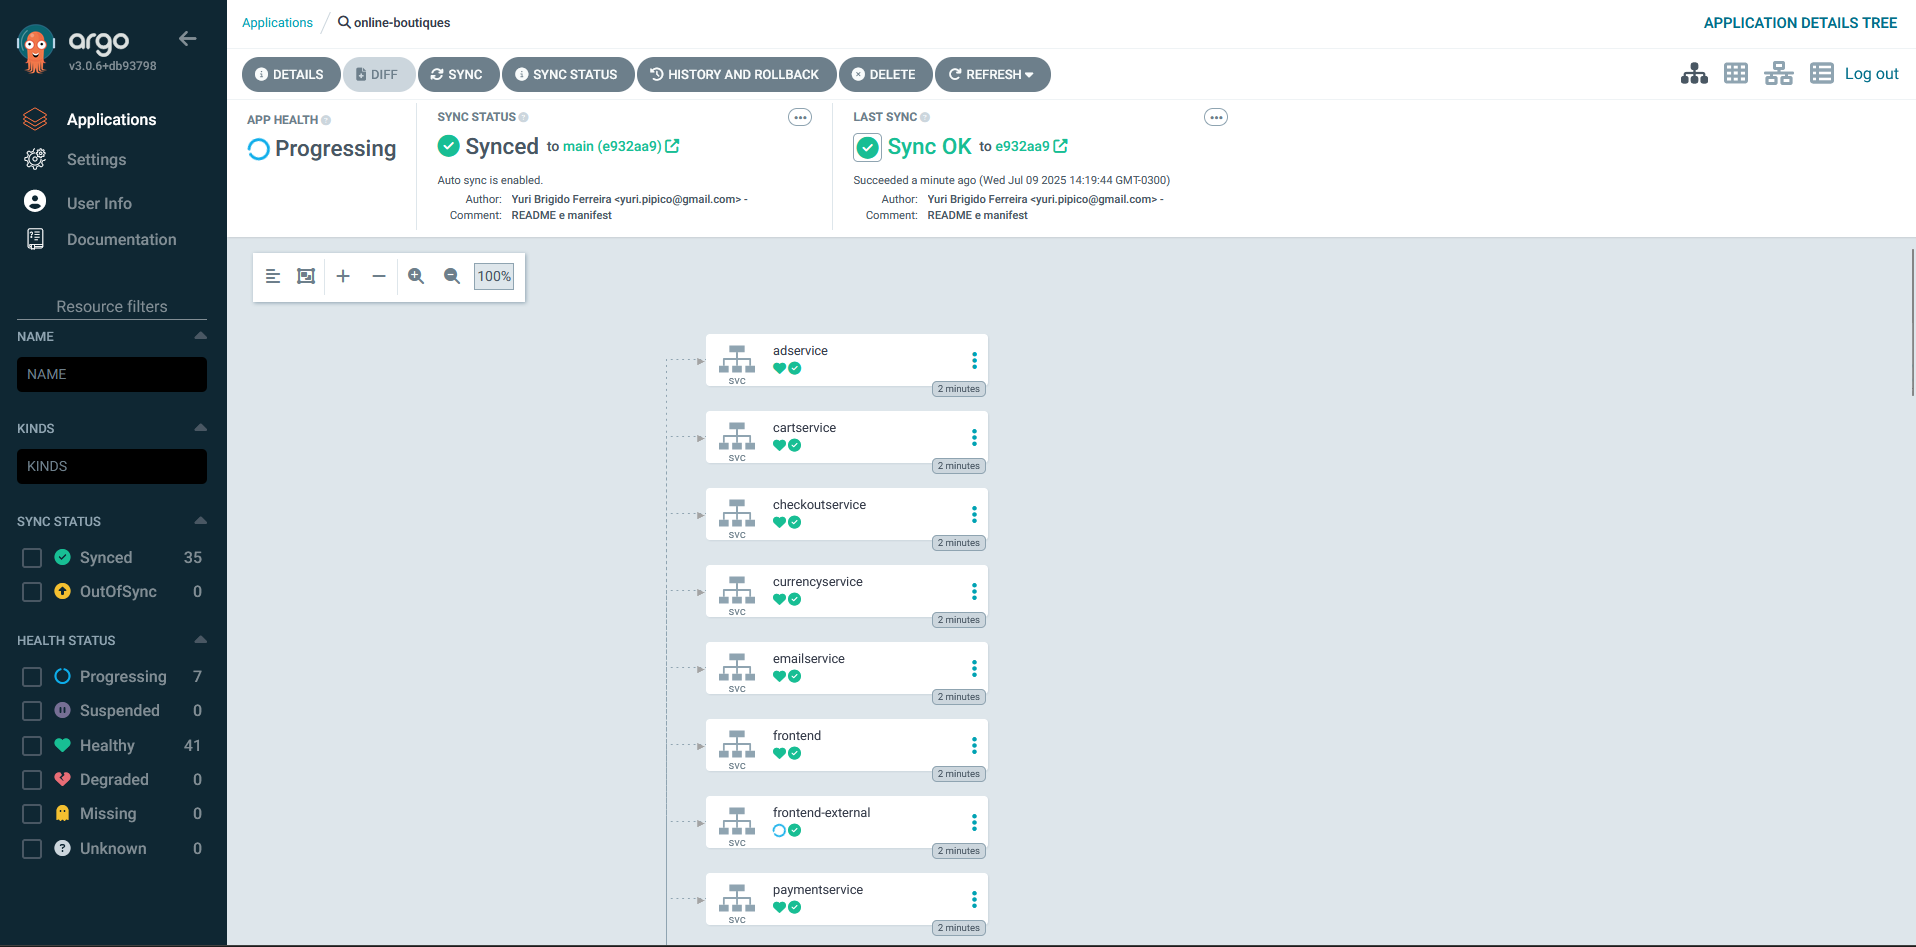 argo
v3.0.6+db93798
Applications
Settings
User Info
Documentation
Resource filters
NAME
NAME
KINDS
KINDS
SYNC STATUS
Synced 35
OutOfSync 0
HEALTH STATUS
Progressing 7
Suspended 0
Healthy 41
Degraded 0
Missing 0
Unknown 0
Applications / online-boutiques
APPLICATION DETAILS TREE
DETAILS DIFF SYNC SYNC STATUS HISTORY AND ROLLBACK DELETE REFRESH
Log out
APP HEALTH
Progressing
SYNC STATUS
Synced to main (e932aa9)
Auto sync is enabled.
Author: Yuri Brigido Ferreira <yuri.pipico@gmail.com> -
Comment: README e manifest
LAST SYNC
Sync OK to e932aa9
Succeeded a minute ago (Wed Jul 09 2025 14:19:44 GMT-0300)
Author: Yuri Brigido Ferreira <yuri.pipico@gmail.com> -
Comment: README e manifest
100%
adservice
svc
2 minutes
cartservice
svc
2 minutes
checkoutservice
svc
2 minutes
currencyservice
svc
2 minutes
emailservice
svc
2 minutes
frontend
svc
2 minutes
frontend-external
svc
2 minutes
paymentservice
svc
2 minutes